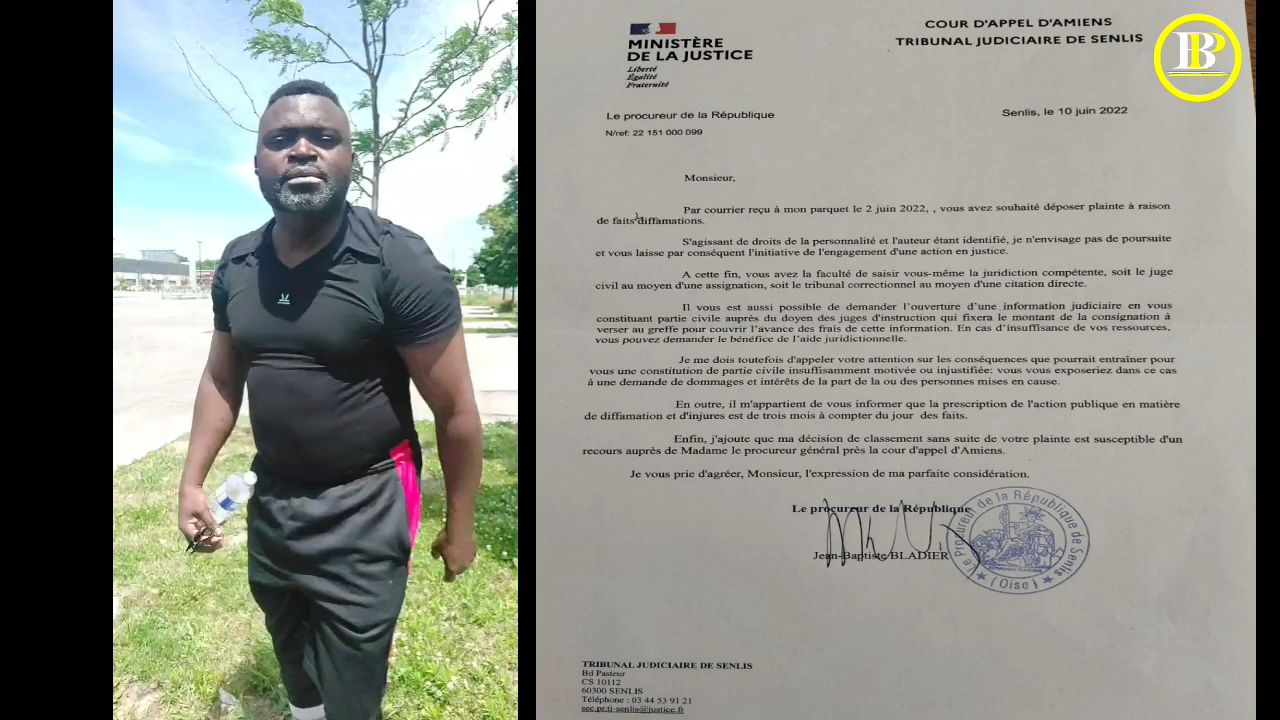 MINISTÈRE
DE LA JUSTICE
Liberté
Égalité
Fraternité
COUR D'APPEL D'AMIENS
TRIBUNAL JUDICIAIRE DE SENLIS
BP
Le procureur de la République
N/ref: 22 151 000 099
Senlis, le 10 juin 2022
Monsieur,
Par courrier reçu à mon parquet le 2 juin 2022, , vous avez souhaité déposer plainte à raison
de faits diffamations.
S'agissant de droits de la personnalité et l'auteur étant identifié, je n'envisage pas de poursuite
et vous laisse par conséquent l'initiative de l'engagement d'une action en justice.
A cette fin, vous avez la faculté de saisir vous-même la juridiction compétente, soit le juge
civil au moyen d'une assignation, soit le tribunal correctionnel au moyen d'une citation directe.
Il vous est aussi possible de demander l'ouverture d'une information judiciaire en vous
constituant partie civile auprès du doyen des juges d'instruction qui fixera le montant de la consignation à
verser au greffe pour couvrir l'avance des frais de cette information. En cas d'insuffisance de vos ressources,
vous pouvez demander le bénéfice de l'aide juridictionnelle.
Je me dois toutefois d'appeler votre attention sur les conséquences que pourrait entraîner pour
vous une constitution de partie civile insuffisamment motivée ou injustifiée: vous vous exposeriez dans ce cas
à une demande de dommages et intérêts de la part de la ou des personnes mises en cause.
En outre, il m'appartient de vous informer que la prescription de l'action publique en matière
de diffamation et d'injures est de trois mois à compter du jour des faits.
Enfin, j'ajoute que ma décision de classement sans suite de votre plainte est susceptible d'un
recours auprès de Madame le procureur général près la cour d'appel d'Amiens.
Je vous prie d'agréer, Monsieur, l'expression de ma parfaite considération.
Le procureur de la République
Jean-Baptiste BLADIER
Le Procureur de la République de Senlis
(Oise)
TRIBUNAL JUDICIAIRE DE SENLIS
Bd Pasteur
CS 10112
60300 SENLIS
Téléphone : 03 44 53 91 21
sec.pr.tj-senlis@justice.fr